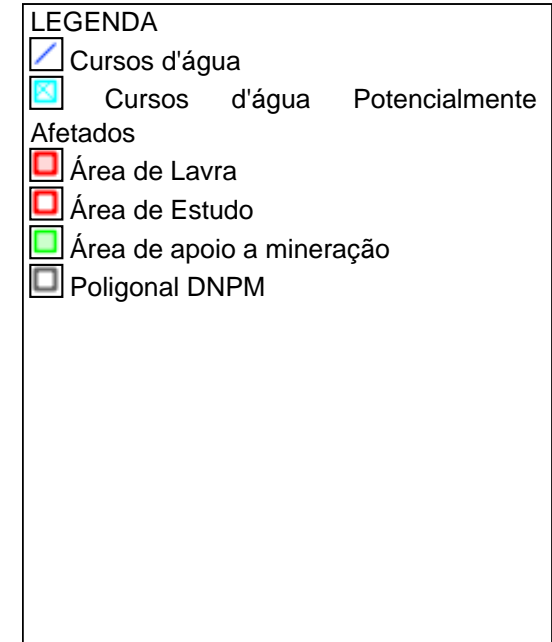 LEGENDA
Cursos d'água
Cursos d'água Potencialmente
Afetados
Área de Lavra
Área de Estudo
Área de apoio a mineração
Poligonal DNPM